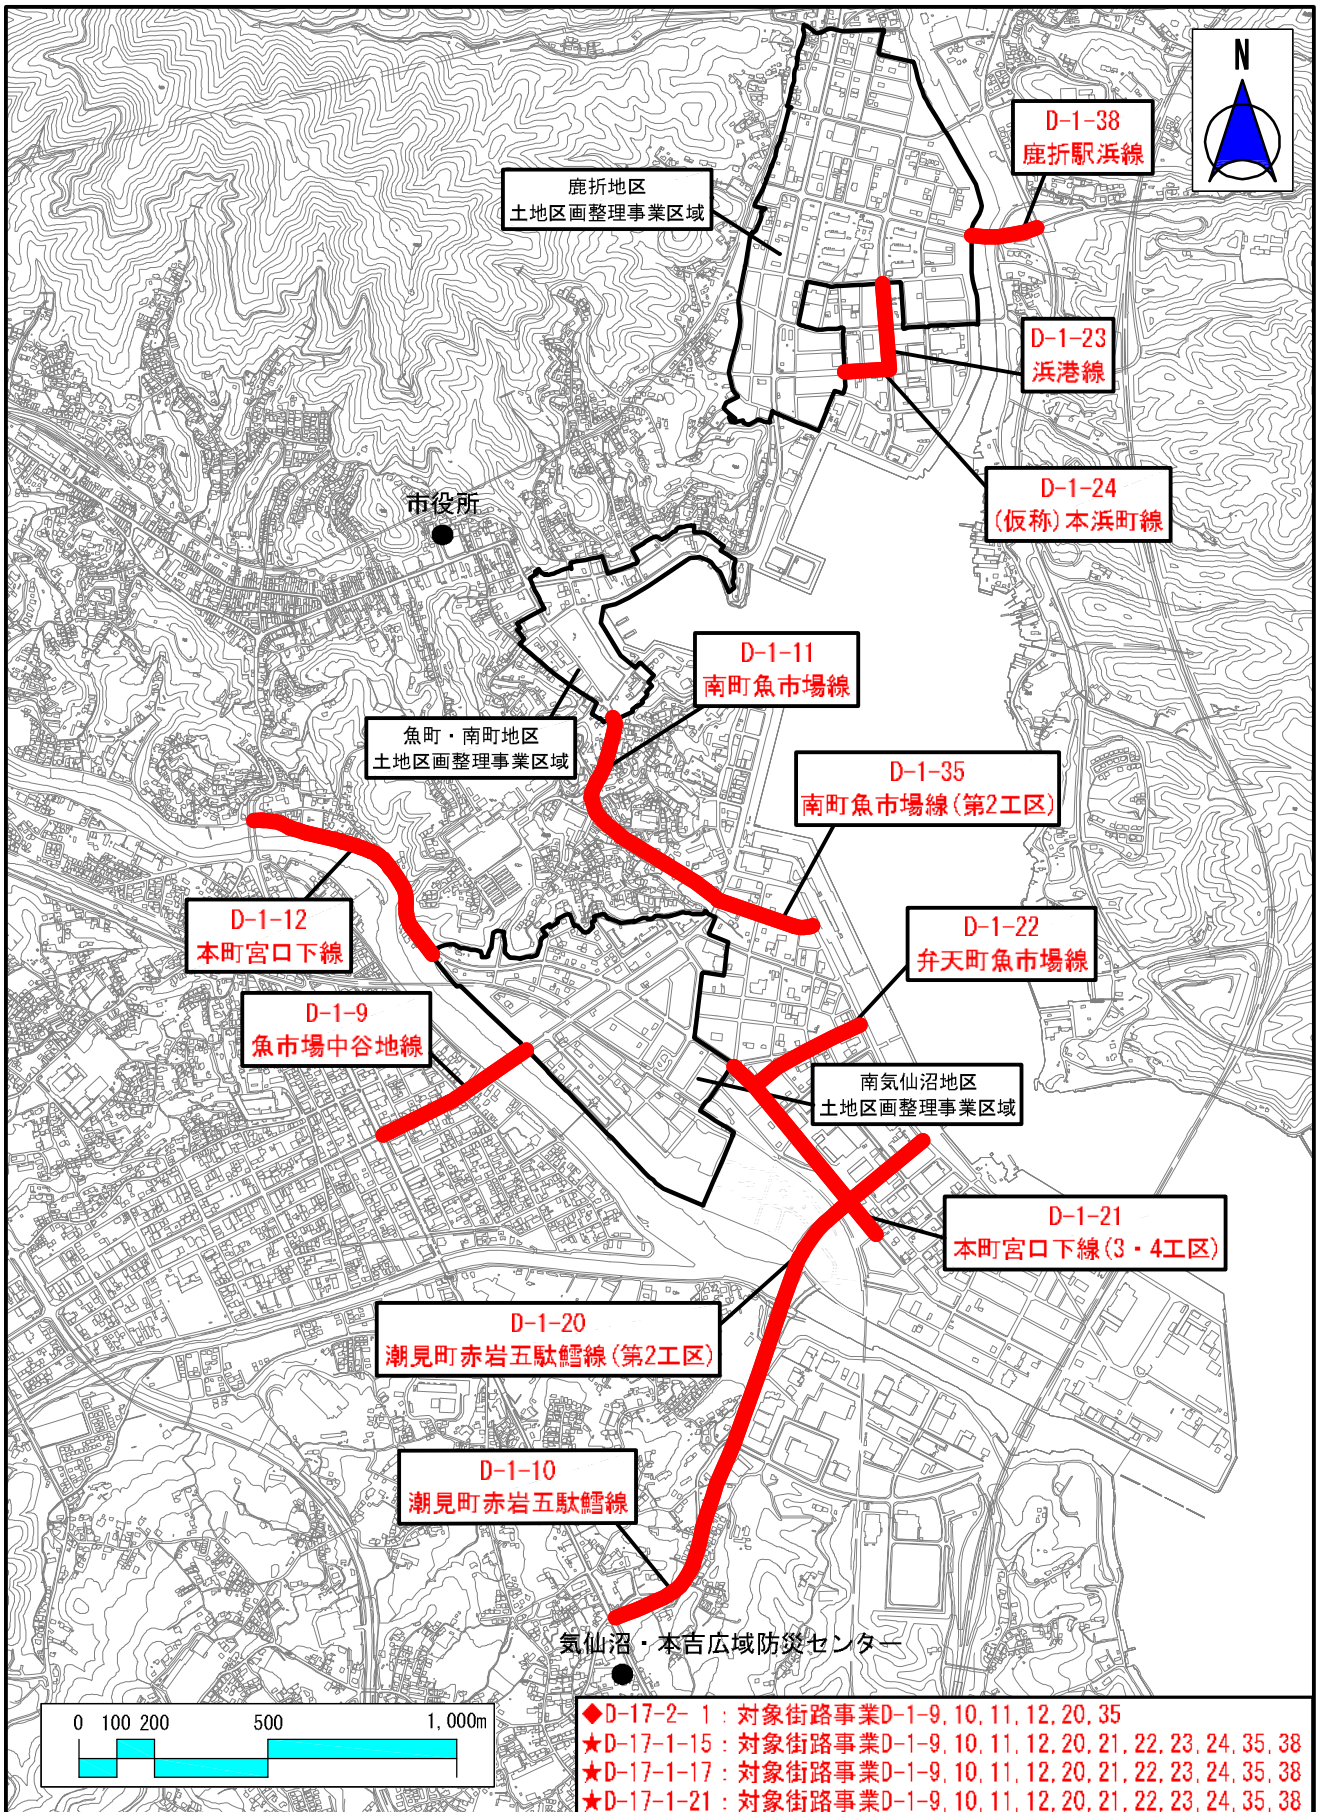 N
D-1-38
鹿折駅浜線
鹿折地区
土地区画整理事業区域
D-1-23
浜港線
D-1-24
(仮称)本浜町線
市役所
D-1-11
南町魚市場線
魚町・南町地区
土地区画整理事業区域
D-1-35
南町魚市場線(第2工区)
D-1-12
本町宮口下線
D-1-22
弁天町魚市場線
D-1-9
魚市場中谷地線
南気仙沼地区
土地区画整理事業区域
D-1-21
本町宮口下線(3・4工区)
D-1-20
潮見町赤岩五駄鱈線(第2工区)
D-1-10
潮見町赤岩五駄鱈線
気仙沼・本吉広域防災センター
0 100 200 500 1,000m
◆D-17-2- 1：対象街路事業D-1-9, 10, 11, 12, 20, 35
★D-17-1-15：対象街路事業D-1-9, 10, 11, 12, 20, 21, 22, 23, 24, 35, 38
★D-17-1-17：対象街路事業D-1-9, 10, 11, 12, 20, 21, 22, 23, 24, 35, 38
★D-17-1-21：対象街路事業D-1-9, 10, 11, 12, 20, 21, 22, 23, 24, 35, 38